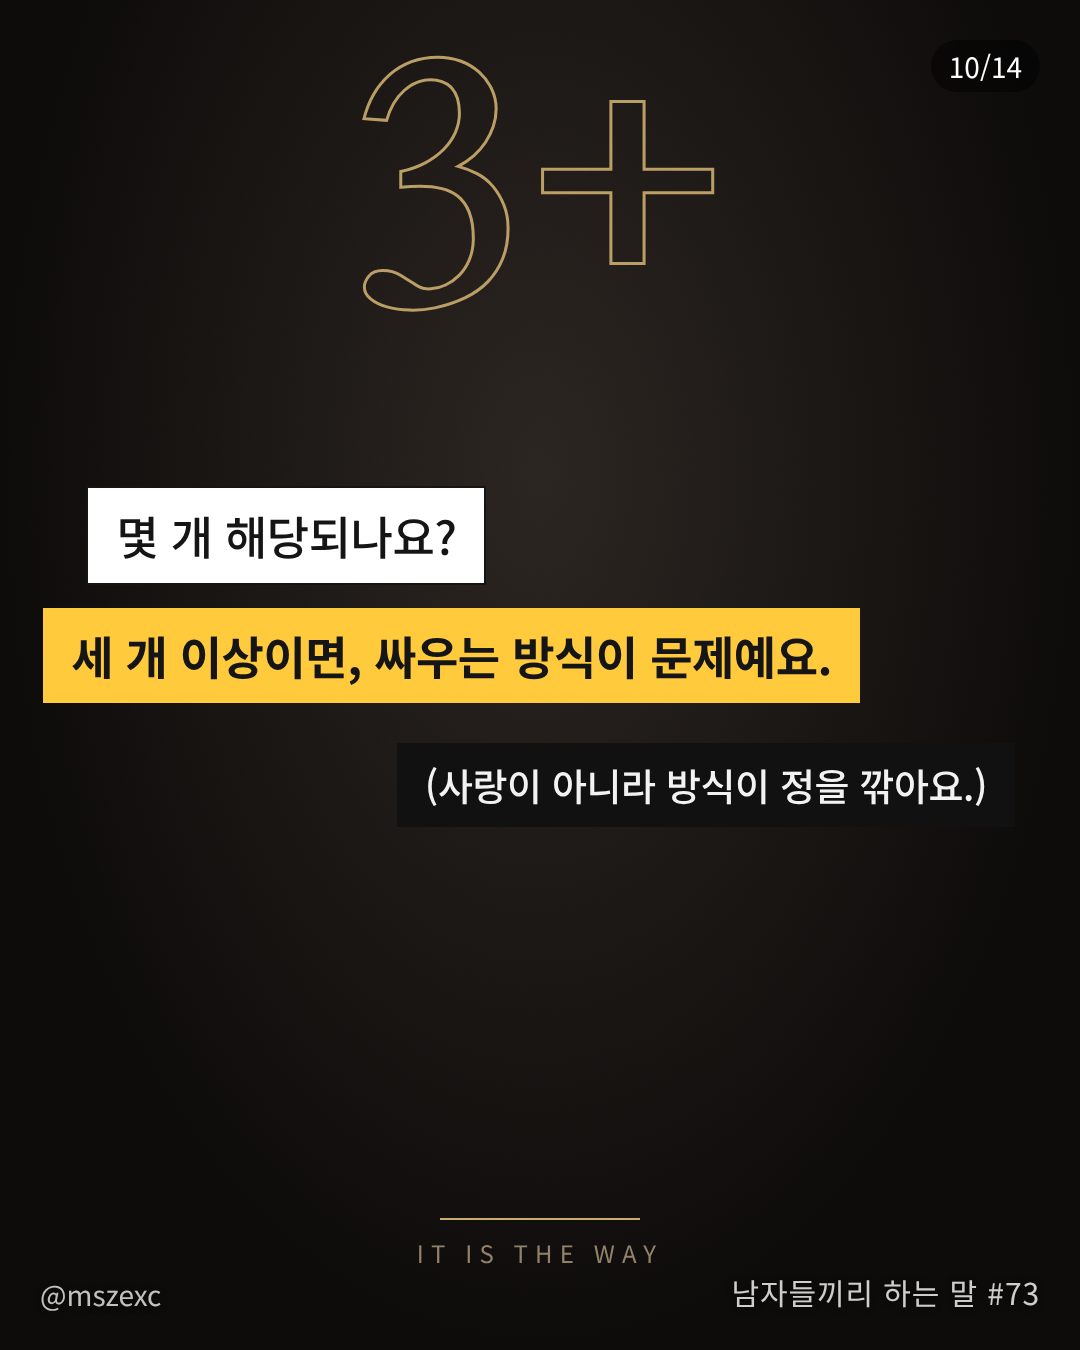 3+
10/14
몇 개 해당되나요?
세 개 이상이면, 싸우는 방식이 문제예요.
(사랑이 아니라 방식이 정을 깎아요.)
IT IS THE WAY
@mszexc
남자들끼리 하는 말 #73